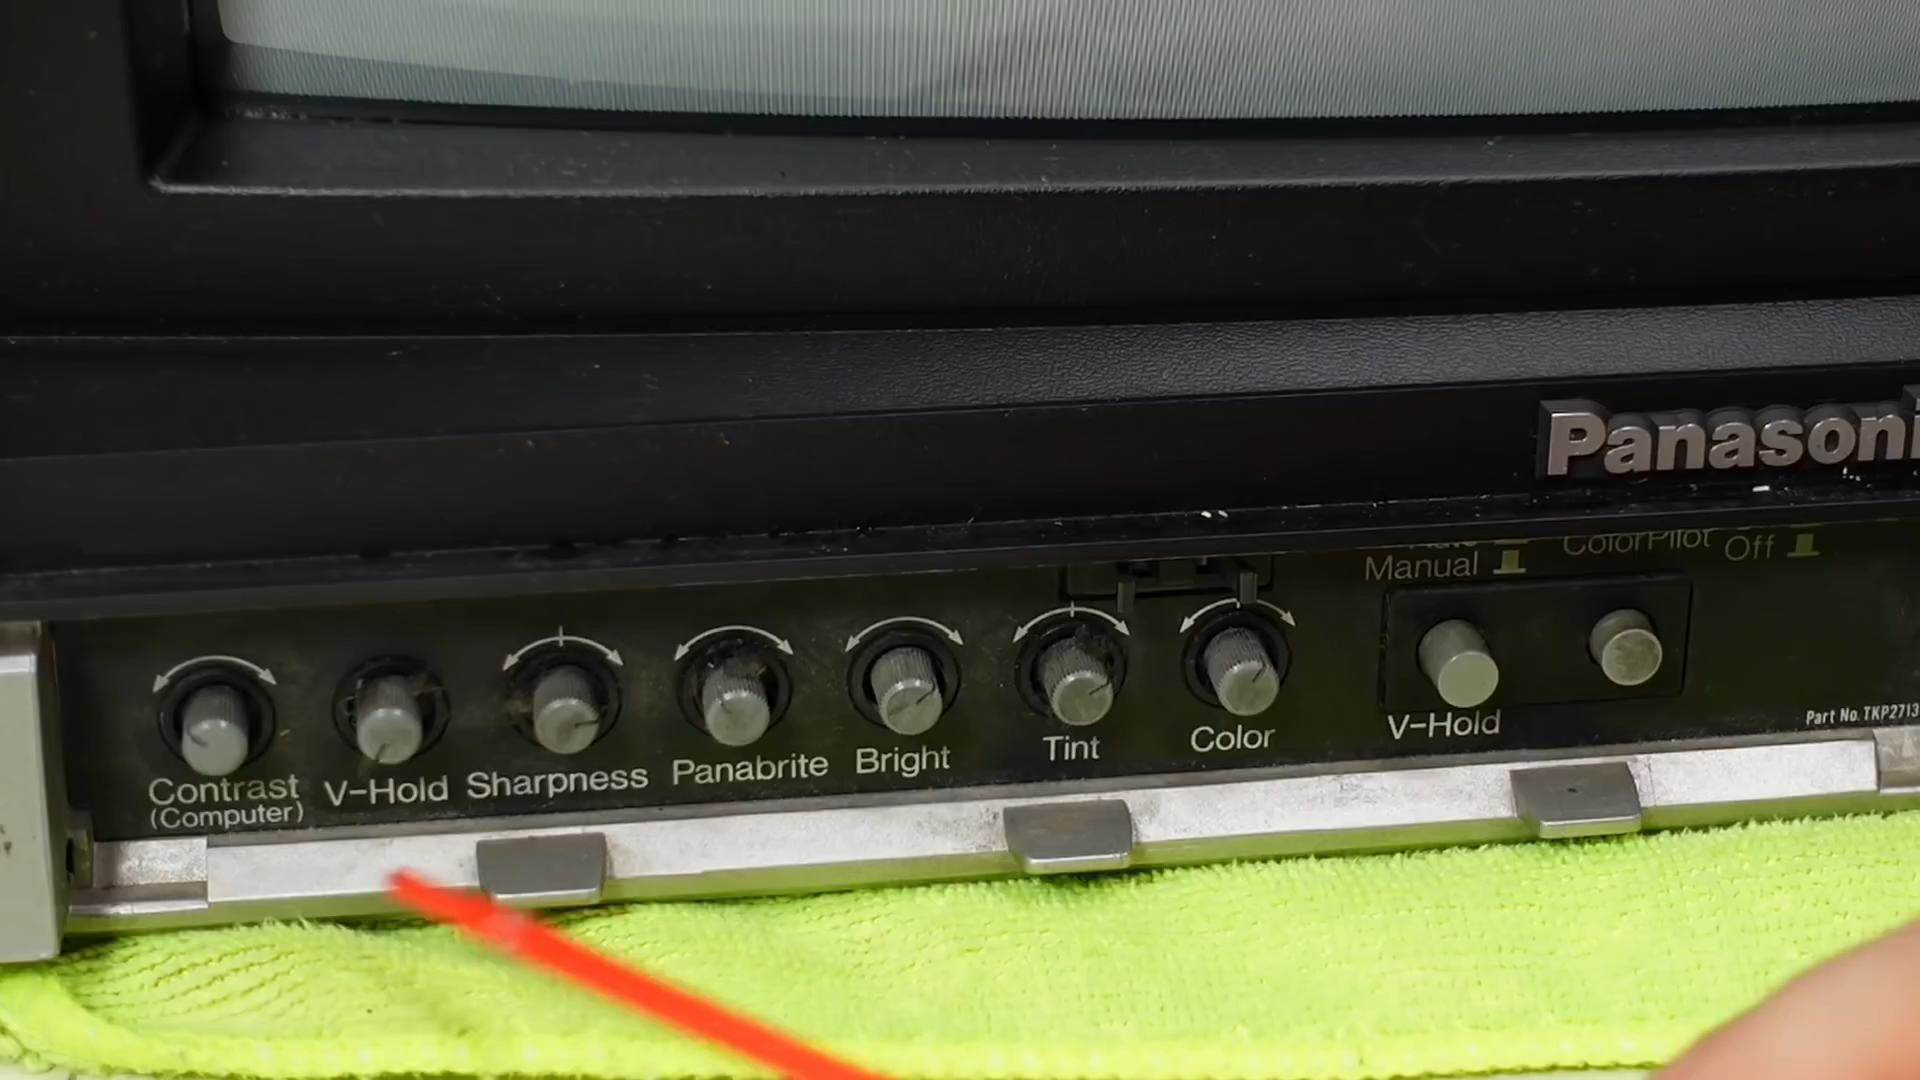 Panasoni
ColorPilot
Manual
Off
Contrast
(Computer)
V-Hold
Sharpness
Panabrite
Bright
Tint
Color
V-Hold
Part No. TKP2713